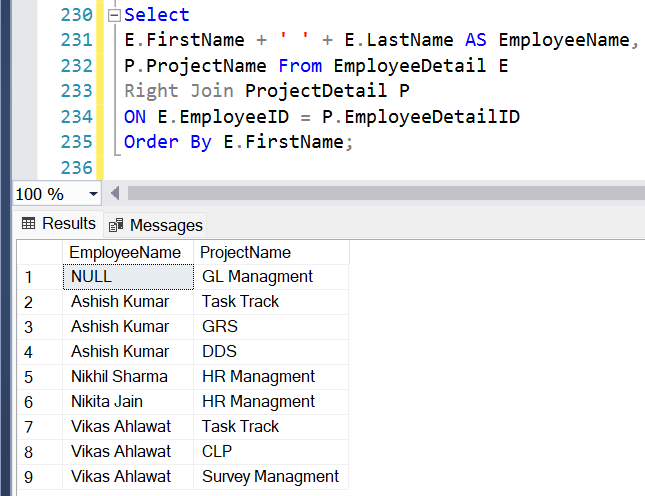 230 Select
231 E.FirstName + ' ' + E.LastName AS EmployeeName,
232 P.ProjectName From EmployeeDetail E
233 Right Join ProjectDetail P
234 ON E.EmployeeID = P.EmployeeDetailID
235 Order By E.FirstName;
236
100 %
Results Messages
EmployeeName ProjectName
1 NULL GL Managment
2 Ashish Kumar Task Track
3 Ashish Kumar GRS
4 Ashish Kumar DDS
5 Nikhil Sharma HR Managment
6 Nikita Jain HR Managment
7 Vikas Ahlawat Task Track
8 Vikas Ahlawat CLP
9 Vikas Ahlawat Survey Managment